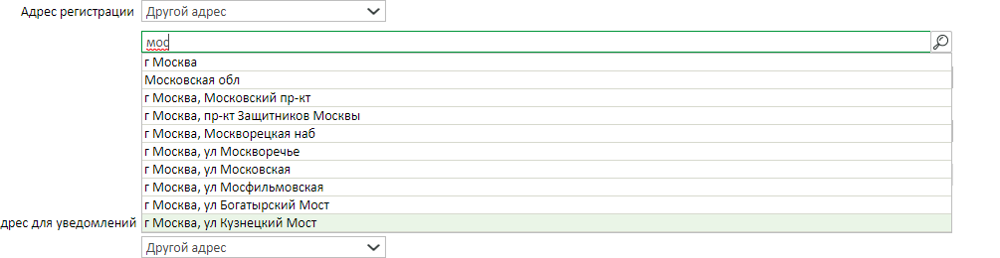 Адрес регистрации Другой адрес
мос
г Москва
Московская обл
г Москва, Московский пр-кт
г Москва, пр-кт Защитников Москвы
г Москва, Москворецкая наб
г Москва, ул Москворечье
г Москва, ул Московская
г Москва, ул Мосфильмовская
г Москва, ул Богатырский Мост
дрес для уведомлений г Москва, ул Кузнецкий Мост
Другой адрес